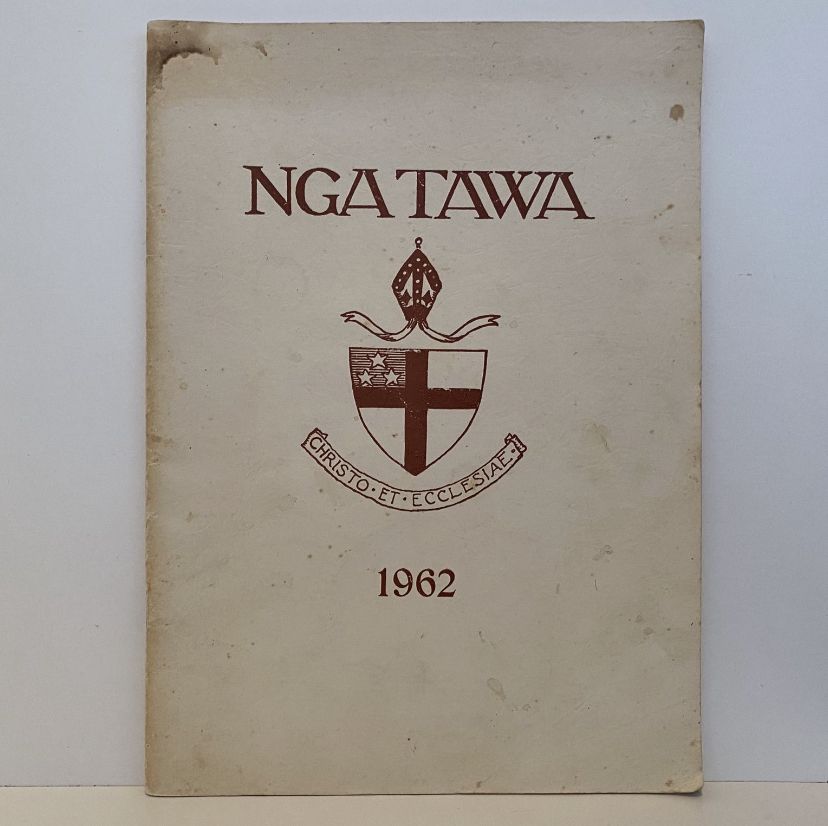 NGA TAWA
CHRISTO · ET · ECCLESIAE ·
1962